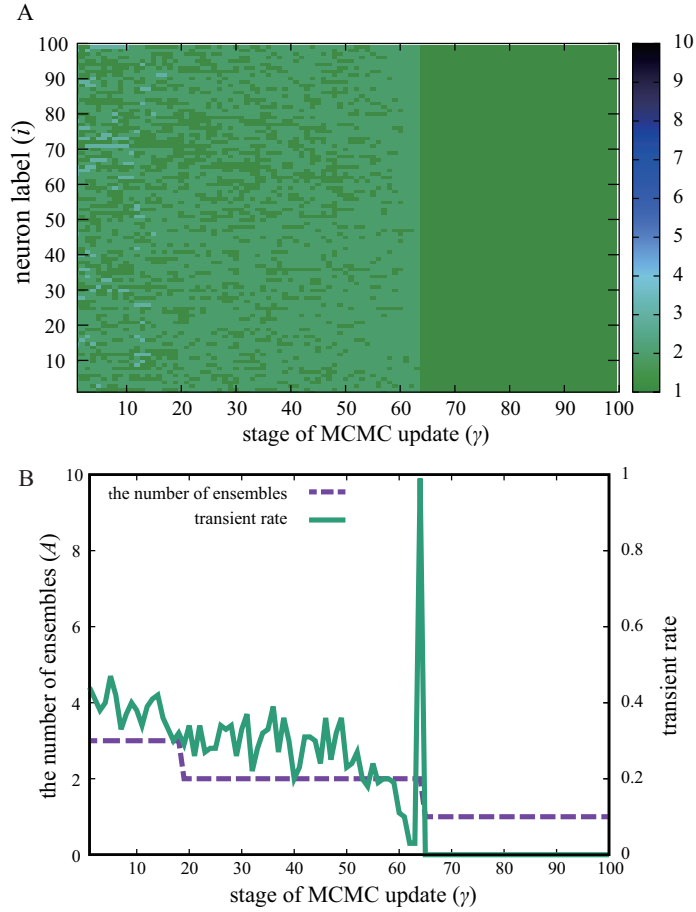 A
100
90
80
70
60
50
40
30
20
10
neuron label (i)
10 20 30 40 50 60 70 80 90 100
stage of MCMC update (γ)
10
9
8
7
6
5
4
3
2
1
B
the number of ensembles
transient rate
10
8
6
4
2
0
the number of ensembles (A)
1
0.8
0.6
0.4
0.2
0
transient rate
10 20 30 40 50 60 70 80 90 100
stage of MCMC update (γ)